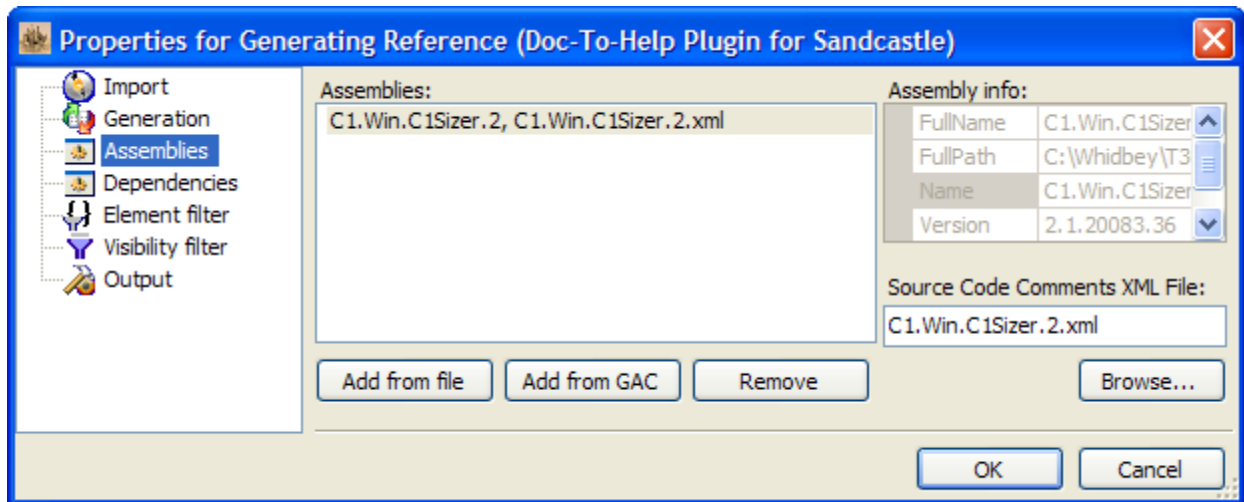 Properties for Generating Reference (Doc-To-Help Plugin for Sandcastle)
Import
Generation
Assemblies
Dependencies
Element filter
Visibility filter
Output
Assemblies:
C1.Win.C1Sizer.2, C1.Win.C1Sizer.2.xml
Add from file
Add from GAC
Remove
Assembly info:
FullName C1.Win.C1Sizer
FullPath C:\Whidbey\T3
Name C1.Win.C1Sizer
Version 2.1.20083.36
Source Code Comments XML File:
C1.Win.C1Sizer.2.xml
Browse...
OK
Cancel